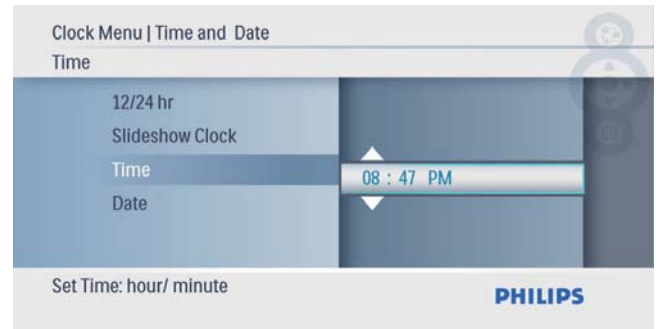 Clock Menu | Time and Date
Time
12/24 hr
Slideshow Clock
Time
08 : 47 PM
Date
Set Time: hour/ minute
PHILIPS